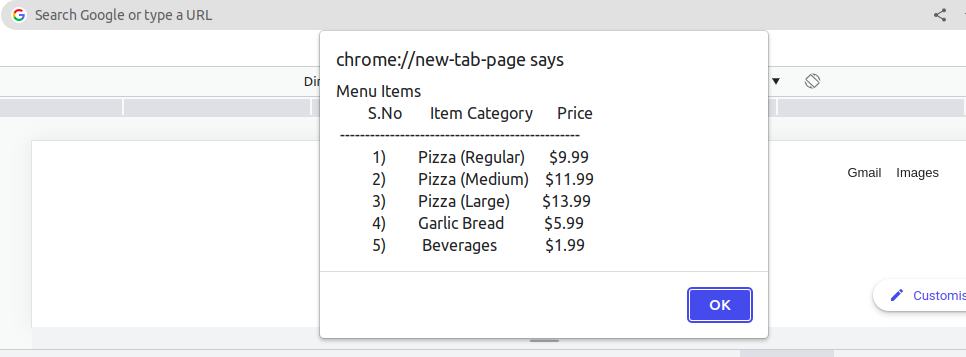 Search Google or type a URL
chrome://new-tab-page says
Menu Items
S.No Item Category Price
------------------------------------------------
1) Pizza (Regular) $9.99
2) Pizza (Medium) $11.99
3) Pizza (Large) $13.99
4) Garlic Bread $5.99
5) Beverages $1.99
OK
Gmail Images